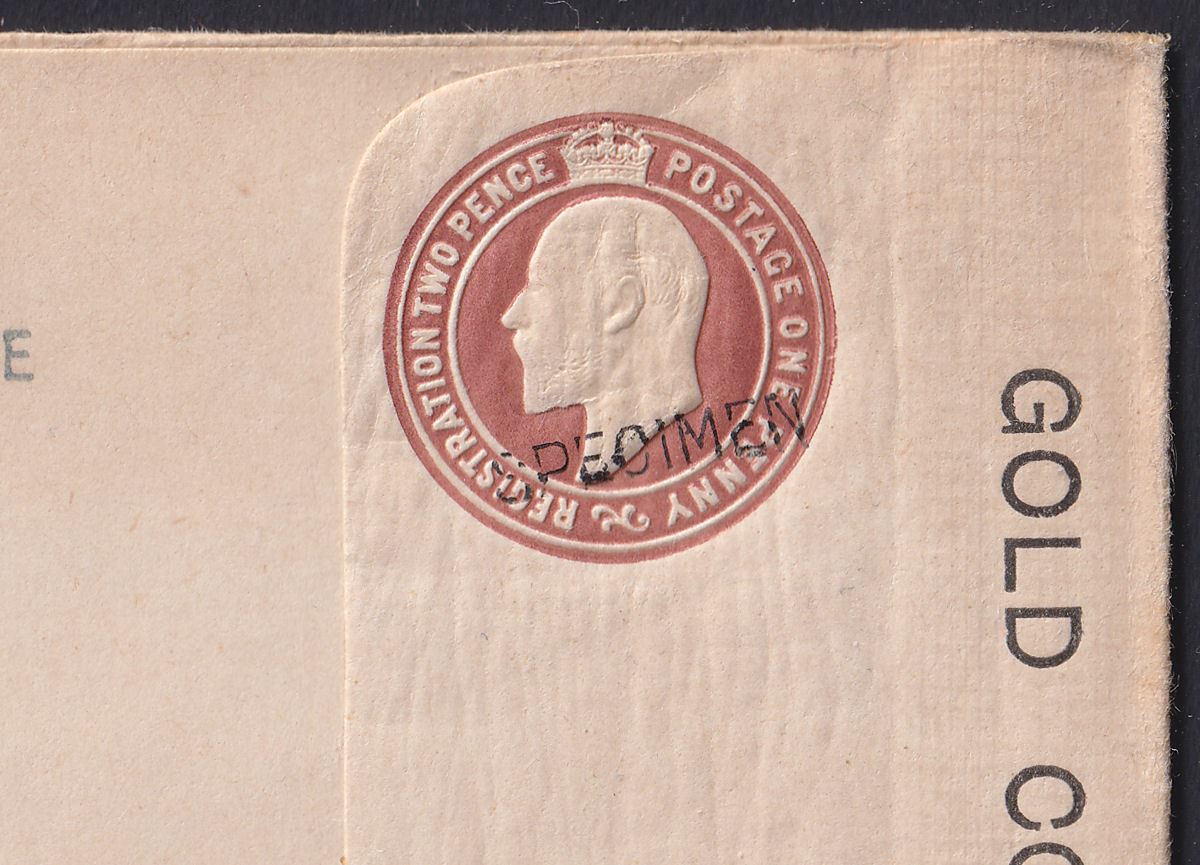 REGISTRATION TWO PENCE
POSTAGE ONE PENNY
SPECIMEN
E
GOLD CO